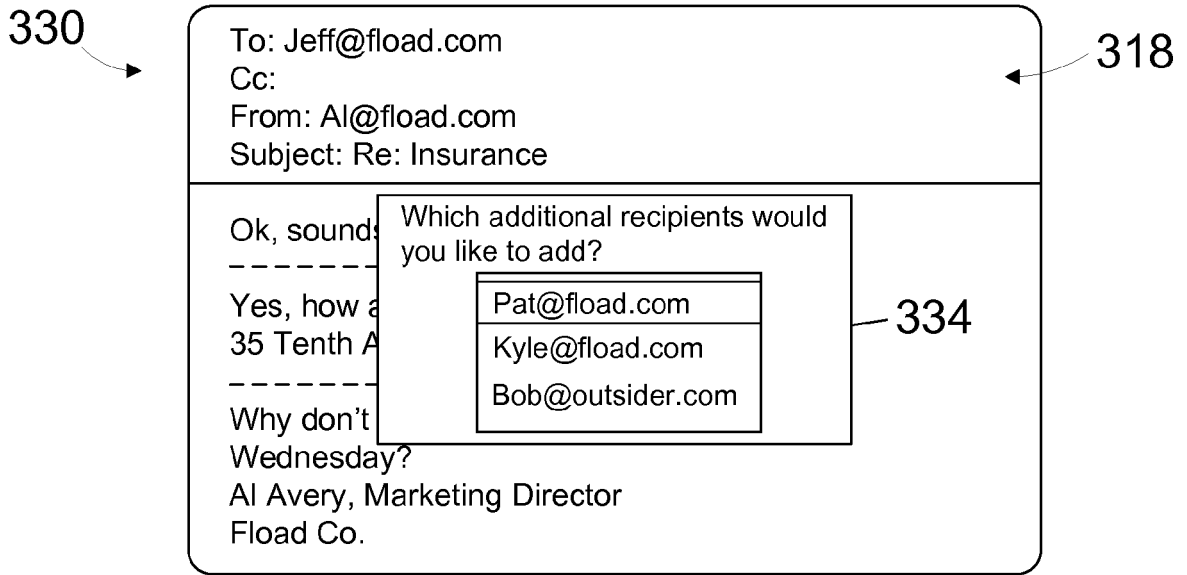 330
318
To: Jeff@fload.com
Cc:
From: Al@fload.com
Subject: Re: Insurance
Which additional recipients would
you like to add?
Pat@fload.com
Kyle@fload.com
Bob@outsider.com
334
Ok, sounds
Yes, how
35 Tenth
Why don’t
Wednesday?
Al Avery, Marketing Director
Fload Co.